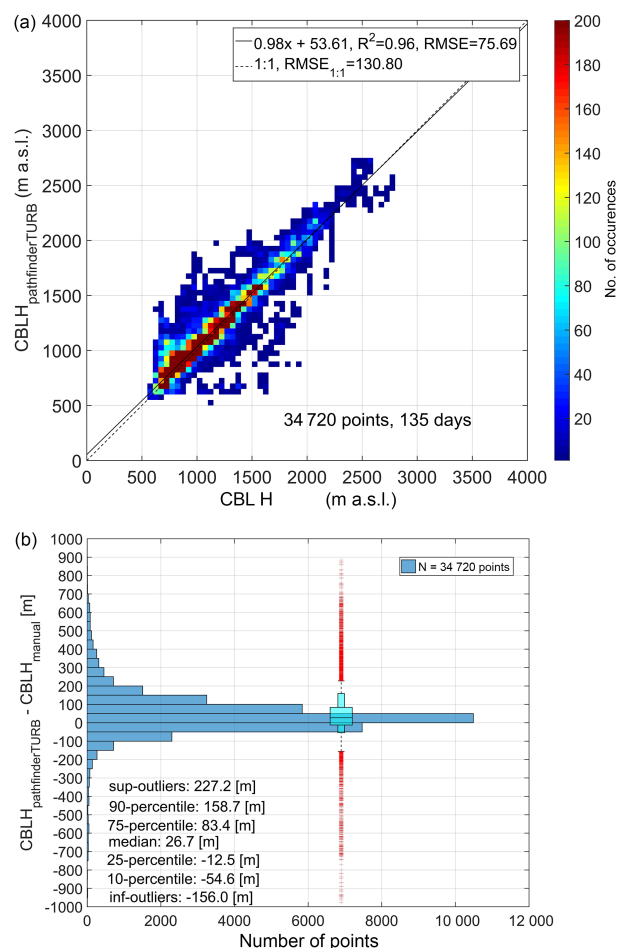 (a)
0.98x + 53.61, R²=0.96, RMSE=75.69
1:1, RMSE1:1=130.80
4000
3500
3000
2500
2000
1500
1000
500
0
CBLHpathfinderTURB (m a.s.l.)
34 720 points, 135 days
0 500 1000 1500 2000 2500 3000 3500 4000
CBL H (m a.s.l.)
200
180
160
140
120
100
80
60
40
20
No. of occurences
(b)
1000
900
800
700
600
500
400
300
200
100
0
-100
-200
-300
-400
-500
-600
-700
-800
-900
-1000
CBLHpathfinderTURB - CBLHmanual [m]
N = 34 720 points
sup-outliers: 227.2 [m]
90-percentile: 158.7 [m]
75-percentile: 83.4 [m]
median: 26.7 [m]
25-percentile: -12.5 [m]
10-percentile: -54.6 [m]
inf-outliers: -156.0 [m]
0 2000 4000 6000 8000 10 000 12 000
Number of points